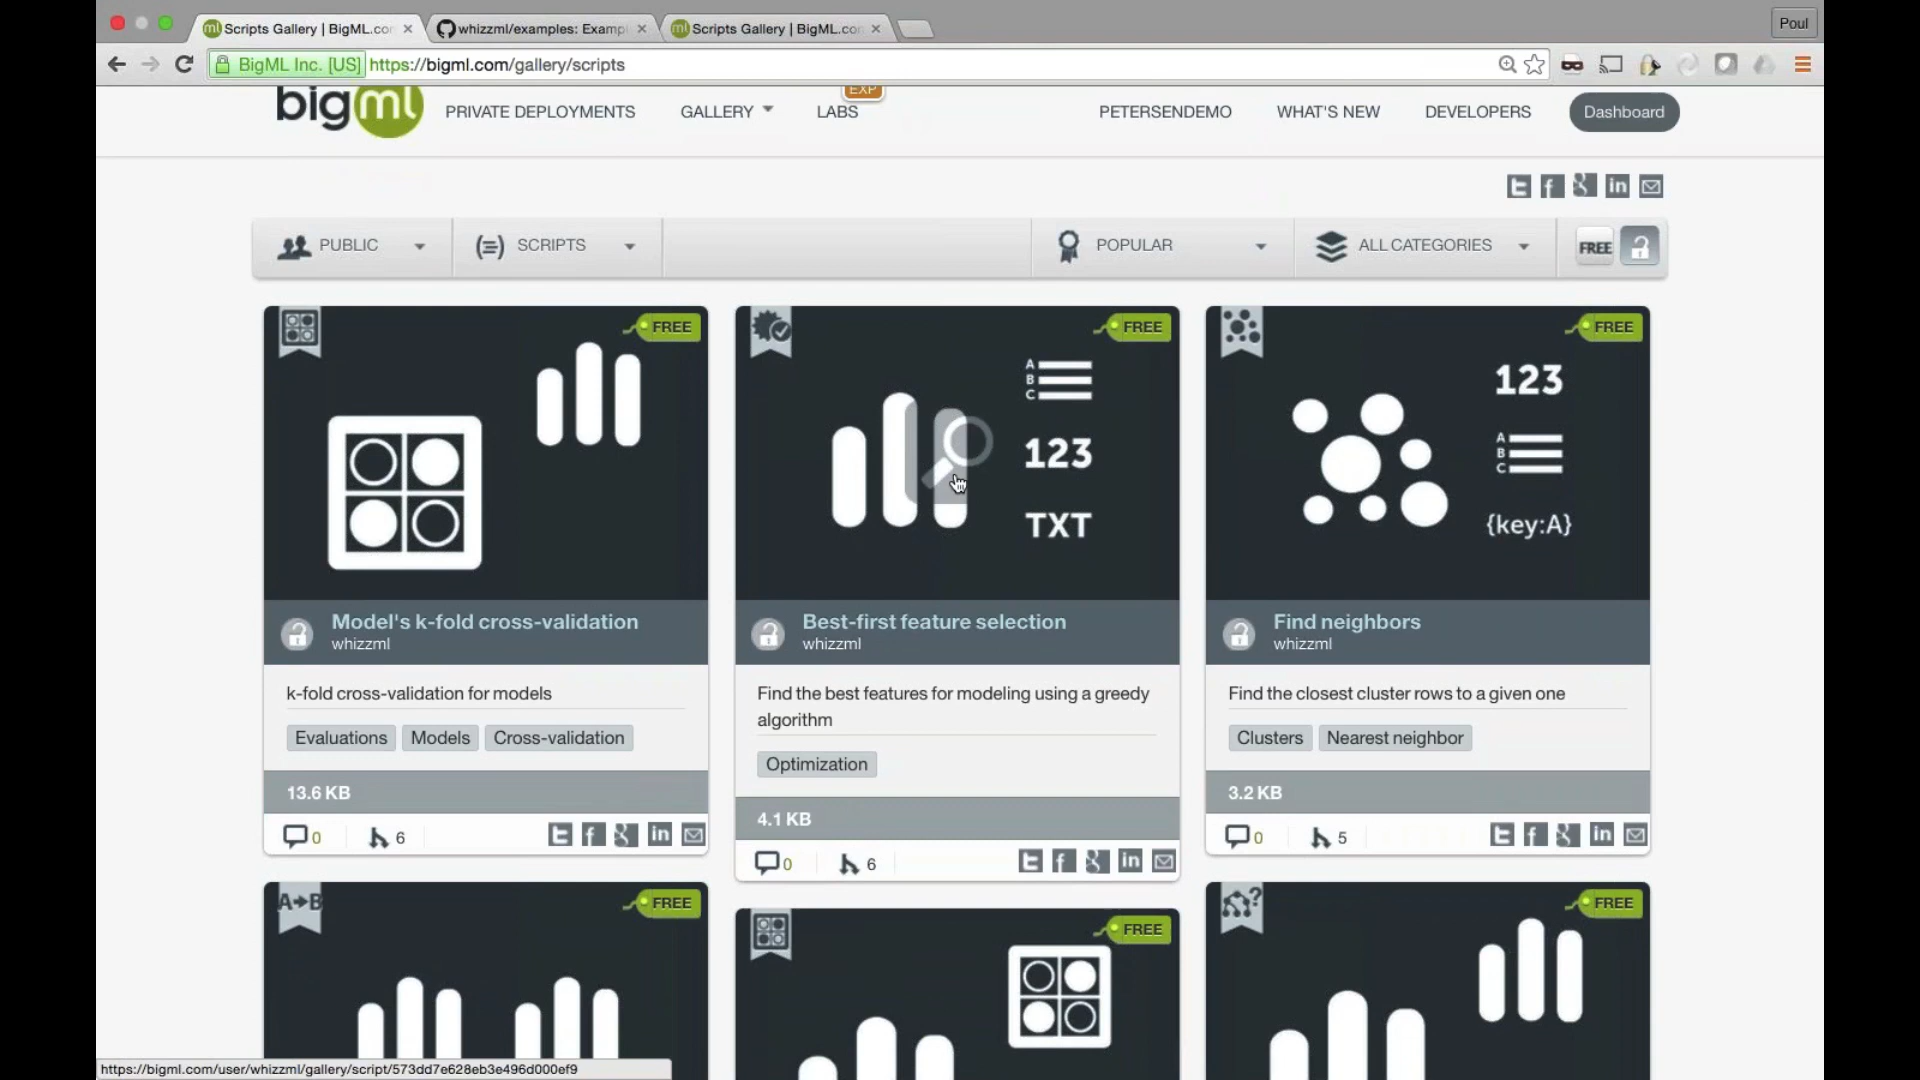 Scripts Gallery | BigML.co
whizzml/examples: Examp
Scripts Gallery | BigML.co
Poul
BigML Inc. [US]
https://bigml.com/gallery/scripts
bigml
PRIVATE DEPLOYMENTS
GALLERY
LABS
EXP
PETERSENDEMO
WHAT'S NEW
DEVELOPERS
Dashboard
PUBLIC
SCRIPTS
POPULAR
ALL CATEGORIES
FREE
FREE
Model's k-fold cross-validation
whizzml
k-fold cross-validation for models
Evaluations
Models
Cross-validation
13.6 KB
0
6
FREE
A
B
C
123
TXT
Best-first feature selection
whizzml
Find the best features for modeling using a greedy
algorithm
Optimization
4.1 KB
0
6
FREE
123
A
B
C
{key:A}
Find neighbors
whizzml
Find the closest cluster rows to a given one
Clusters
Nearest neighbor
3.2 KB
0
5
A→B
FREE
FREE
?
FREE
https://bigml.com/user/whizzml/gallery/script/573dd7e628eb3e496d000ef9